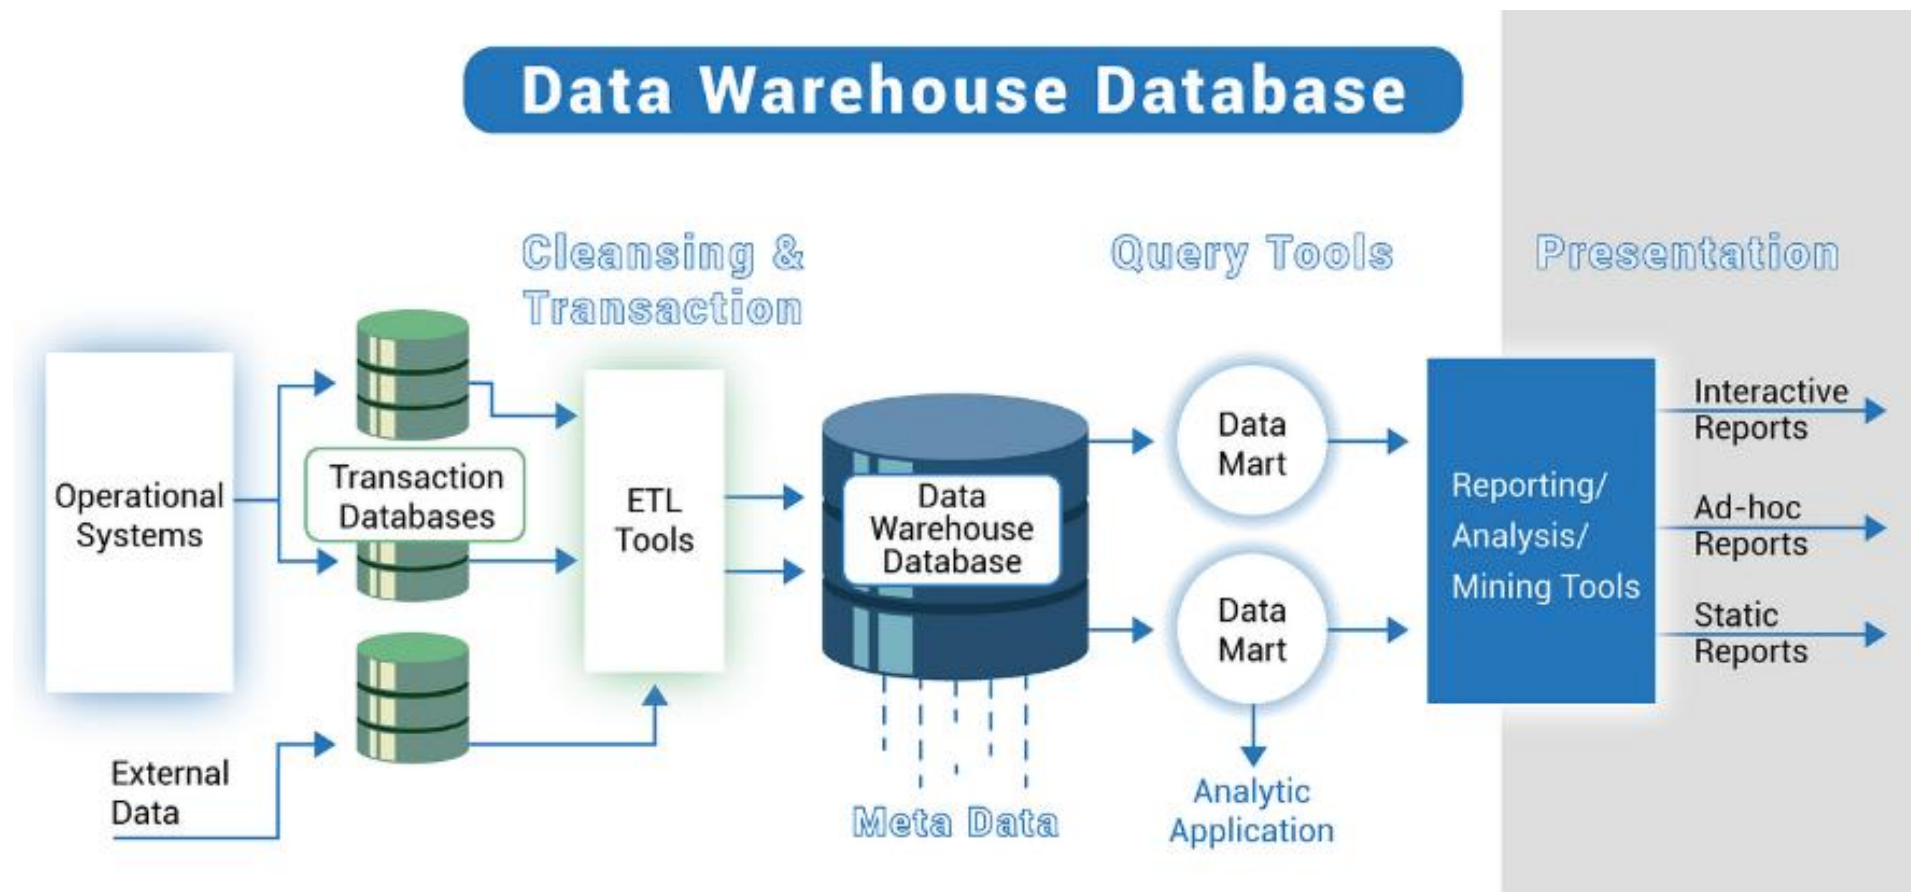 Data Warehouse Database
Cleansing &
Transaction
Query Tools
Presentation
Operational
Systems
Transaction
Databases
External
Data
ETL
Tools
Data
Warehouse
Database
Meta Data
Data
Mart
Data
Mart
Analytic
Application
Reporting/
Analysis/
Mining Tools
Interactive
Reports
Ad-hoc
Reports
Static
Reports